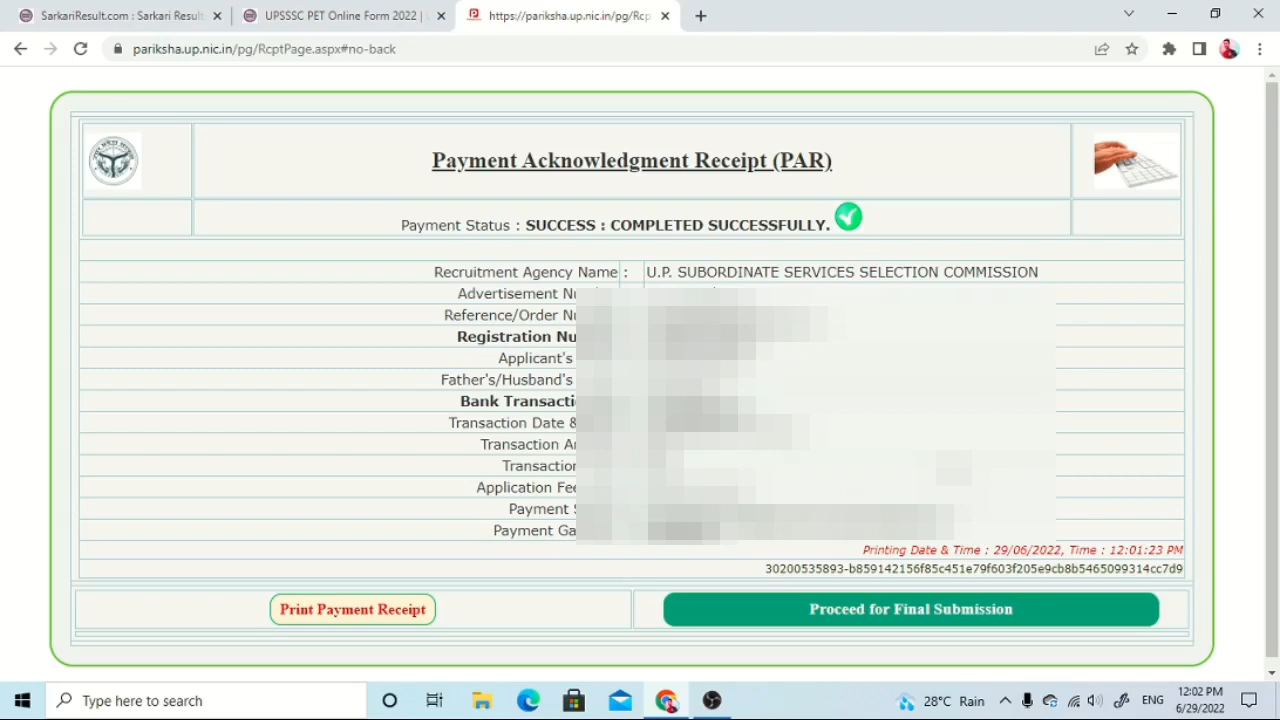 SarkariResult.com : Sarkari Result
UPSSSC PET Online Form 2022 |
https://pariksha.up.nic.in/pg/Rcp
pariksha.up.nic.in/pg/RcptPage.aspx#no-back
Payment Acknowledgment Receipt (PAR)
Payment Status : SUCCESS : COMPLETED SUCCESSFULLY.
Recruitment Agency Name : U.P. SUBORDINATE SERVICES SELECTION COMMISSION
Advertisement Nu
Reference/Order Nu
Registration Nu
Applicant's
Father's/Husband's
Bank Transacti
Transaction Date &
Transaction A
Transaction
Application Fe
Payment
Payment Ga
Printing Date & Time : 29/06/2022, Time : 12:01:23 PM
30200535893-b859142156f85c451e79f603f205e9cb8b5465099314cc7d9
Print Payment Receipt
Proceed for Final Submission
Type here to search
28°C Rain
ENG
12:02 PM
6/29/2022